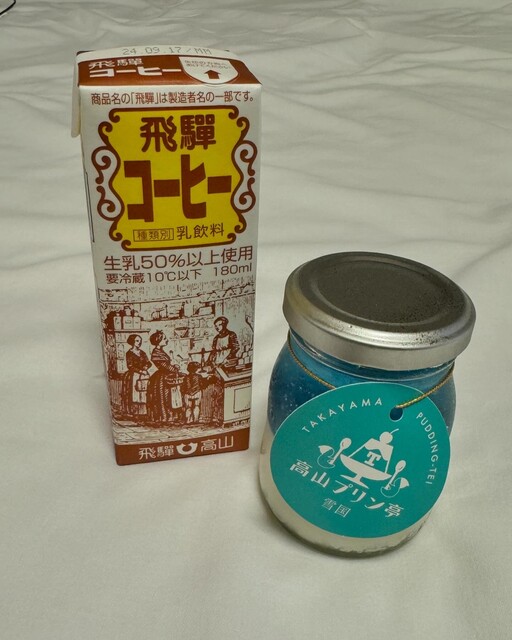 24.09.17/MM
飛騨
コーヒー
商品名の「飛騨」は製造者名の一部です。
飛騨
コーヒー
種類別 乳飲料
生乳50%以上使用
要冷蔵10℃以下 180ml
飛騨 高山
TAKAYAMA PUDDING-TEI
T
高山プリン亭
雪国